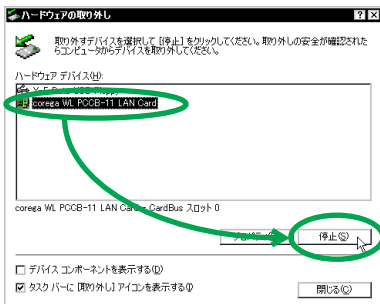 ハードウェアの取り外し
取り外すデバイスを選択して [停止] をクリックしてください。取り外しの安全が確認された
らコンピュータからデバイスを取り外してください。
ハードウェア デバイス(H):
corega WL PCCB-11 LAN Card
corega WL PCCB-11 LAN Card - CardBus スロット 0
停止(S)
デバイス コンポーネントを表示する(D)
タスク バーに [取り外し] アイコンを表示する(I)
閉じる(C)